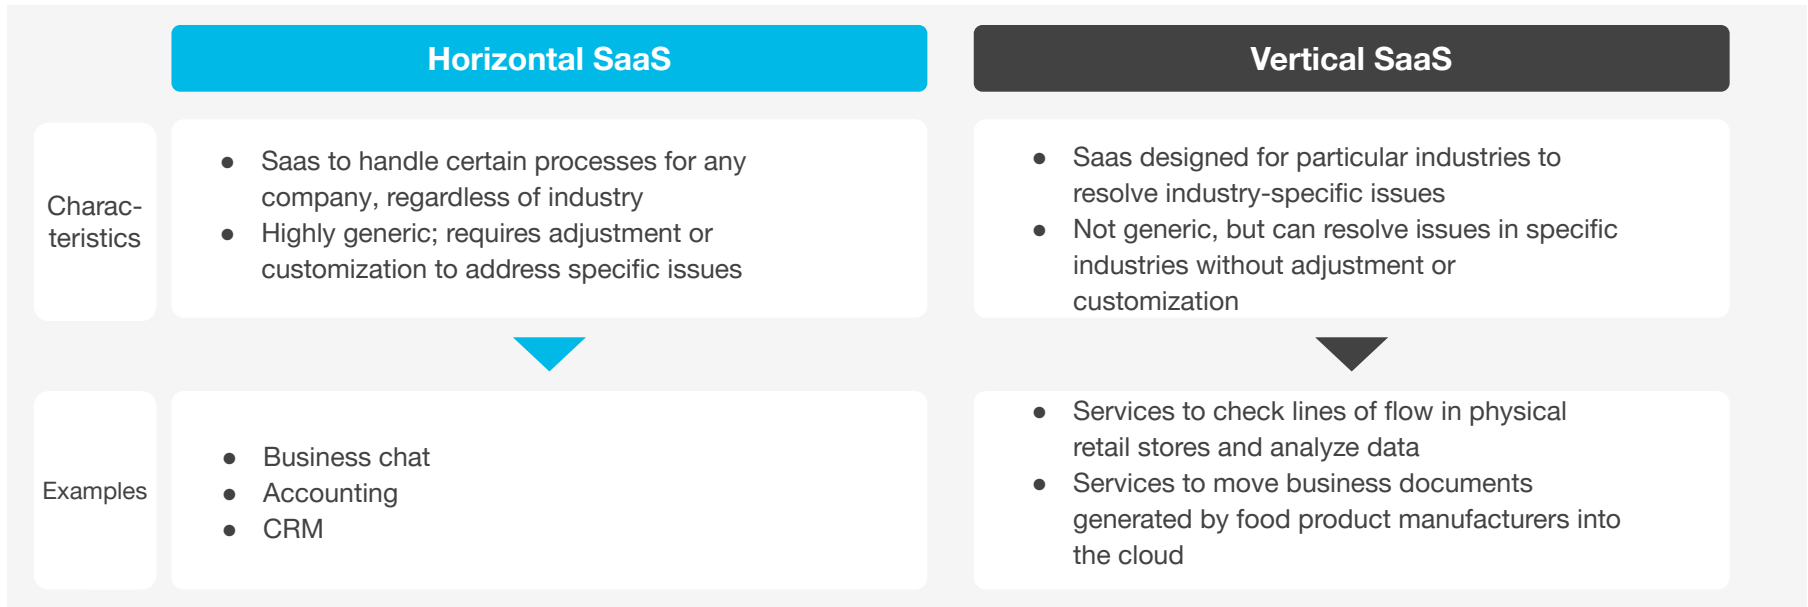 Horizontal SaaS
Vertical SaaS
Charac-
teristics
● Saas to handle certain processes for any
company, regardless of industry
● Highly generic; requires adjustment or
customization to address specific issues
● Saas designed for particular industries to
resolve industry-specific issues
● Not generic, but can resolve issues in specific
industries without adjustment or
customization
Examples
● Business chat
● Accounting
● CRM
● Services to check lines of flow in physical
retail stores and analyze data
● Services to move business documents
generated by food product manufacturers into
the cloud